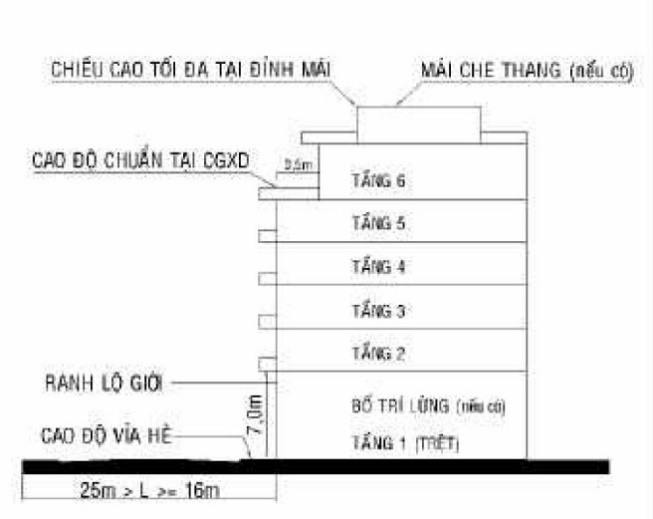 CHIỀU CAO TỐI ĐA TẠI ĐỈNH MÁI
MÁI CHE THANG (nếu có)
CAO ĐỘ CHUẨN TẠI CGXD
3,5m
TẦNG 6
TẦNG 5
TẦNG 4
TẦNG 3
TẦNG 2
RANH LỘ GIỚI
7,0m
BỐ TRÍ LỬNG (nếu có)
CAO ĐỘ VỈA HÈ
TẦNG 1 (TRỆT)
25m > L >= 16m